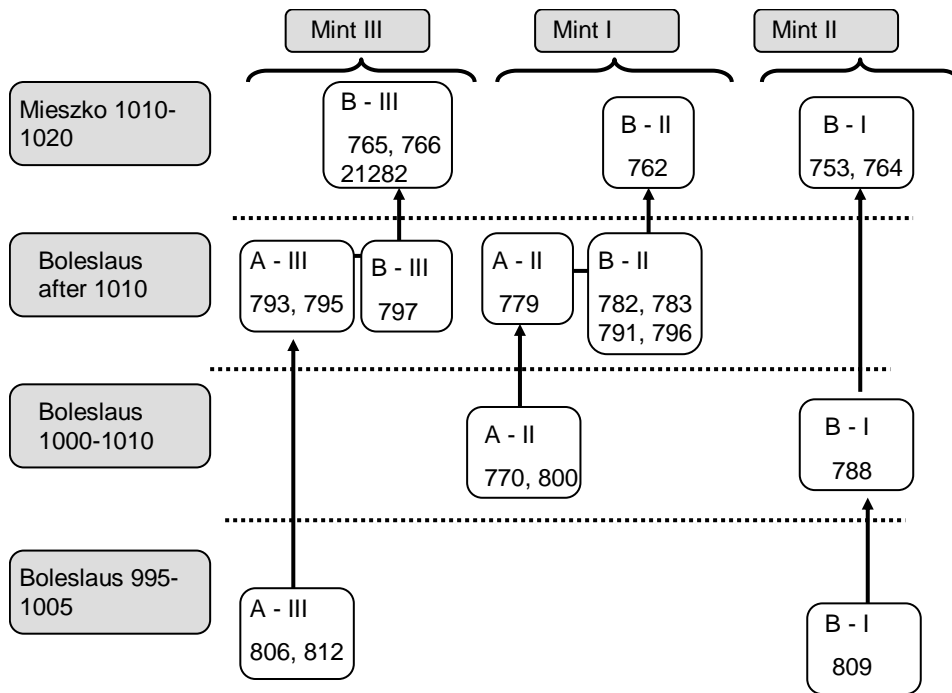 Mint III
Mint I
Mint II
Mieszko 1010-
1020
B - III
765, 766
21282
B - II
762
B - I
753, 764
Boleslaus
after 1010
A - III
793, 795
B - III
797
A - II
779
B - II
782, 783
791, 796
Boleslaus
1000-1010
A - II
770, 800
B - I
788
Boleslaus 995-
1005
A - III
806, 812
B - I
809